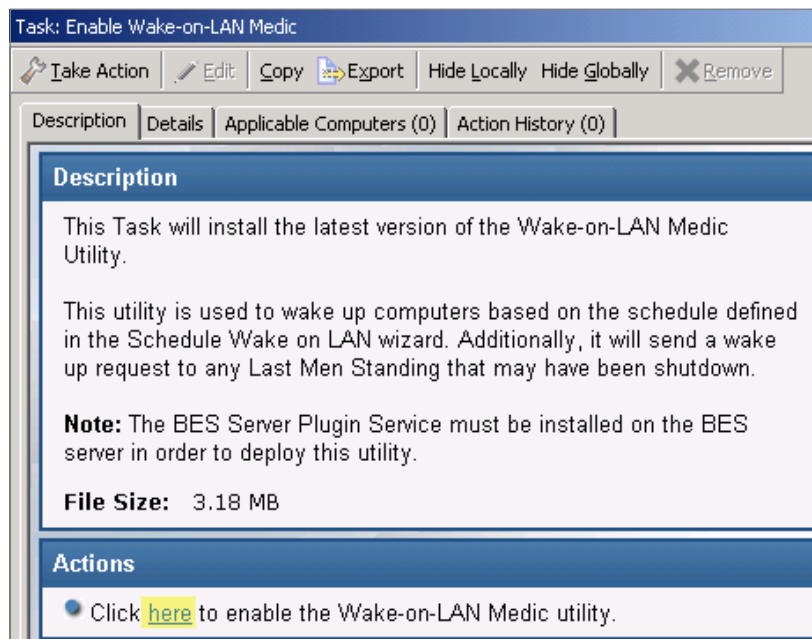 Task: Enable Wake-on-LAN Medic
Take Action Edit Copy Export Hide Locally Hide Globally Remove
Description Details Applicable Computers (0) Action History (0)
Description
This Task will install the latest version of the Wake-on-LAN Medic
Utility.
This utility is used to wake up computers based on the schedule defined
in the Schedule Wake on LAN wizard. Additionally, it will send a wake
up request to any Last Men Standing that may have been shutdown.
Note: The BES Server Plugin Service must be installed on the BES
server in order to deploy this utility.
File Size: 3.18 MB
Actions
Click here to enable the Wake-on-LAN Medic utility.